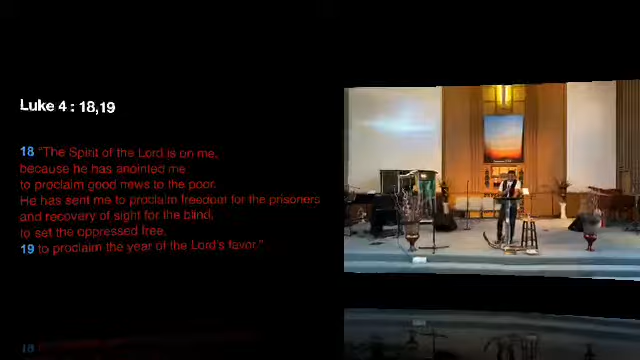 Luke 4 : 18,19
18 "The Spirit of the Lord is on me,
because he has anointed me
to proclaim good news to the poor.
He has sent me to proclaim freedom for the prisoners
and recovery of sight for the blind,
to set the oppressed free,
19 to proclaim the year of the Lord's favor."